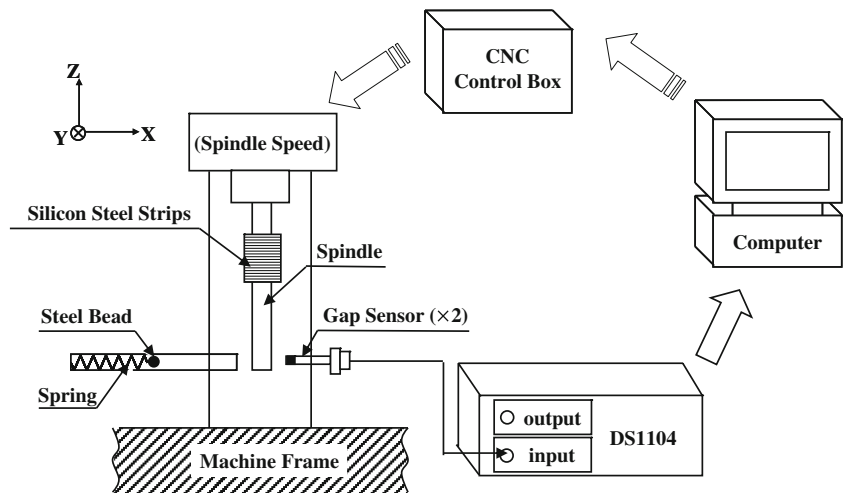 CNC
Control Box
Z
Y
X
(Spindle Speed)
Silicon Steel Strips
Spindle
Computer
Steel Bead
Gap Sensor (×2)
Spring
output
DS1104
input
Machine Frame